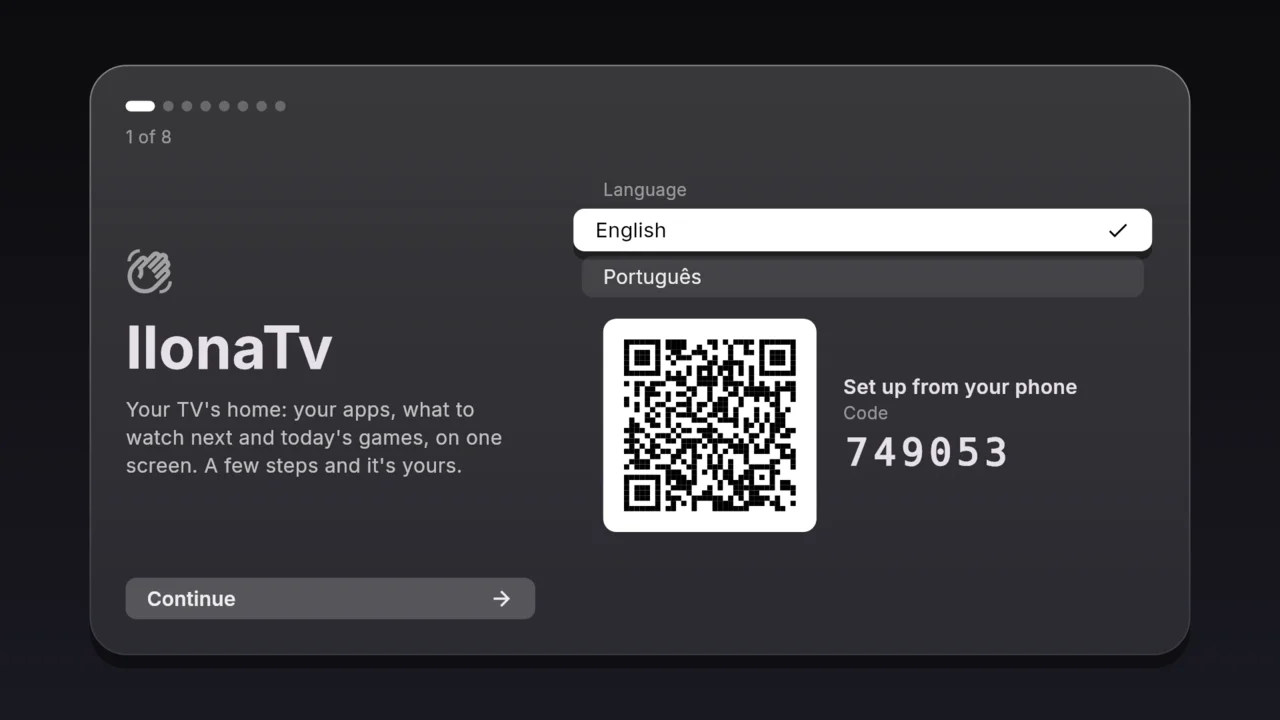 1 of 8
IlonaTv
Your TV's home: your apps, what to
watch next and today's games, on one
screen. A few steps and it's yours.
Continue
Language
English
Português
Set up from your phone
Code
749053